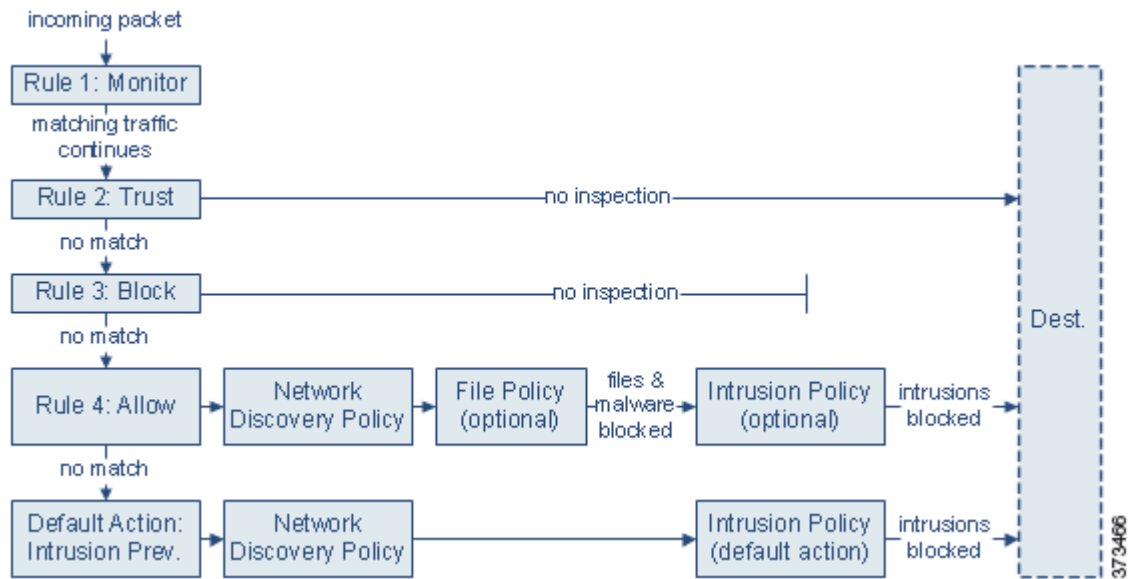 incoming packet
Rule 1: Monitor
matching traffic
continues
Rule 2: Trust
no inspection
no match
Rule 3: Block
no inspection
no match
Rule 4: Allow
Network
Discovery Policy
File Policy
(optional)
files &
malware
blocked
Intrusion Policy
(optional)
intrusions
blocked
no match
Default Action:
Intrusion Prev.
Network
Discovery Policy
Intrusion Policy
(default action)
intrusions
blocked
Dest.
373466